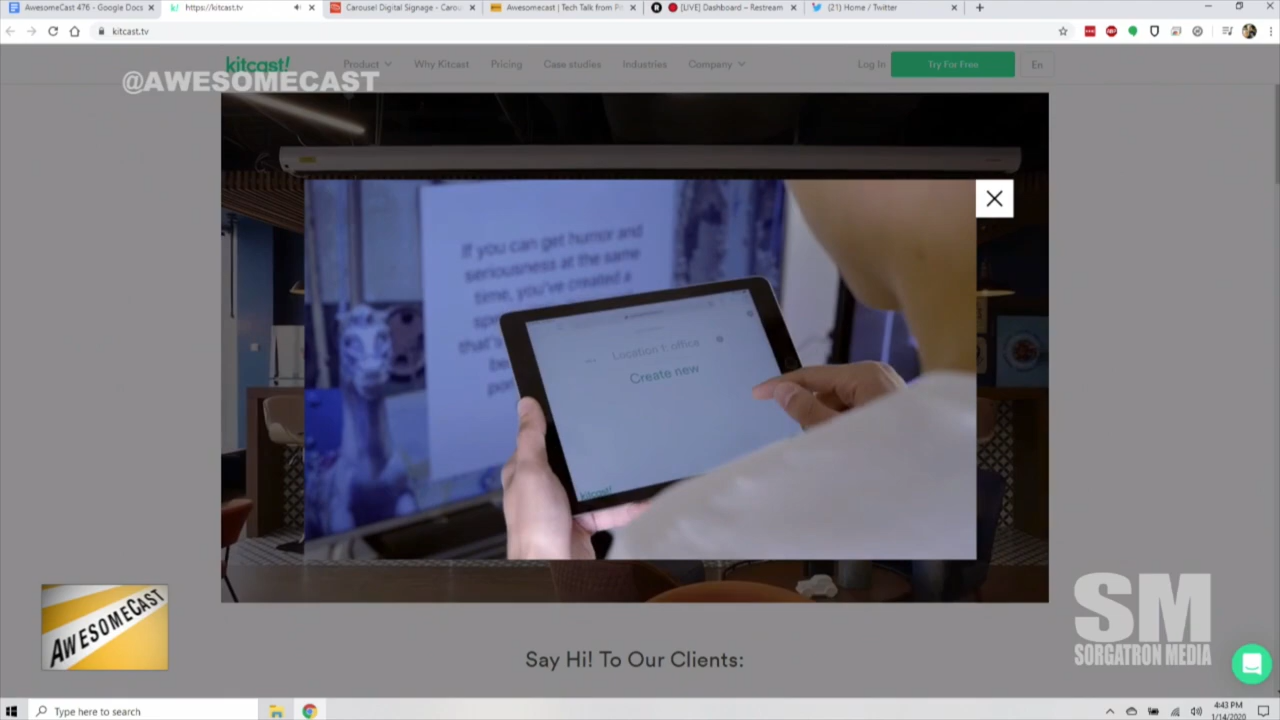 AwesomeCast 476 - Google Docs
https://kitcast.tv
Carousel Digital Signage - Carou
Awesomecast | Tech Talk from Pi
[LIVE] Dashboard – Restream
(21) Home / Twitter
kitcast.tv
kitcast!
Product
Why Kitcast
Pricing
Case studies
Industries
Company
Log In
Try For Free
En
@AWESOMECAST
If you can get humor and
seriousness at the same
time, you've created a
that's
Location 1: office
Create new
kitcast!
AWESOMECAST
SM
SORGATRON MEDIA
Say Hi! To Our Clients:
Type here to search
4:43 PM
1/14/2020